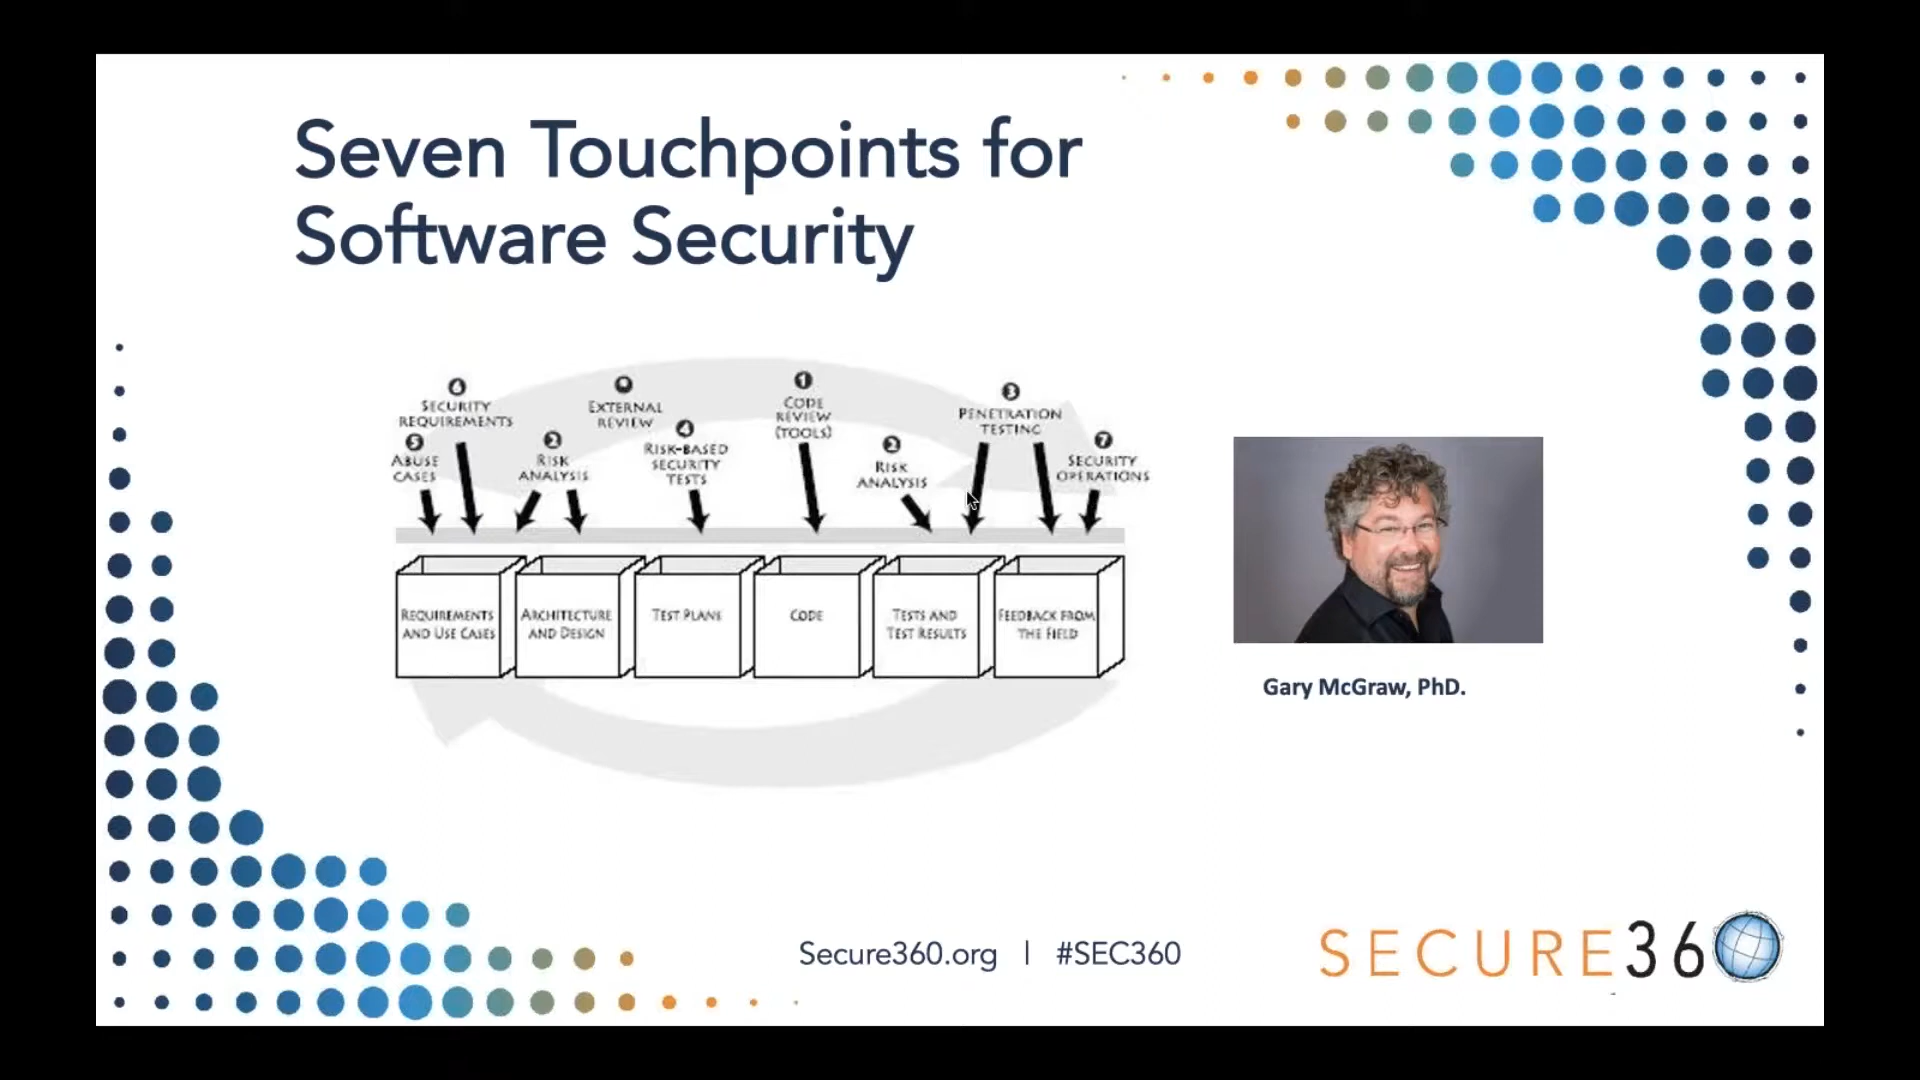 Seven Touchpoints for
Software Security
6
SECURITY
REQUIREMENTS
5
ABUSE
CASES
2
RISK
ANALYSIS
EXTERNAL
REVIEW
4
RISK-BASED
SECURITY
TESTS
1
CODE
REVIEW
(TOOLS)
2
RISK
ANALYSIS
3
PENETRATION
TESTING
7
SECURITY
OPERATIONS
REQUIREMENTS
AND USE CASES
ARCHITECTURE
AND DESIGN
TEST PLANS
CODE
TESTS AND
TEST RESULTS
FEEDBACK FROM
THE FIELD
Gary McGraw, PhD.
Secure360.org | #SEC360
SECURE360